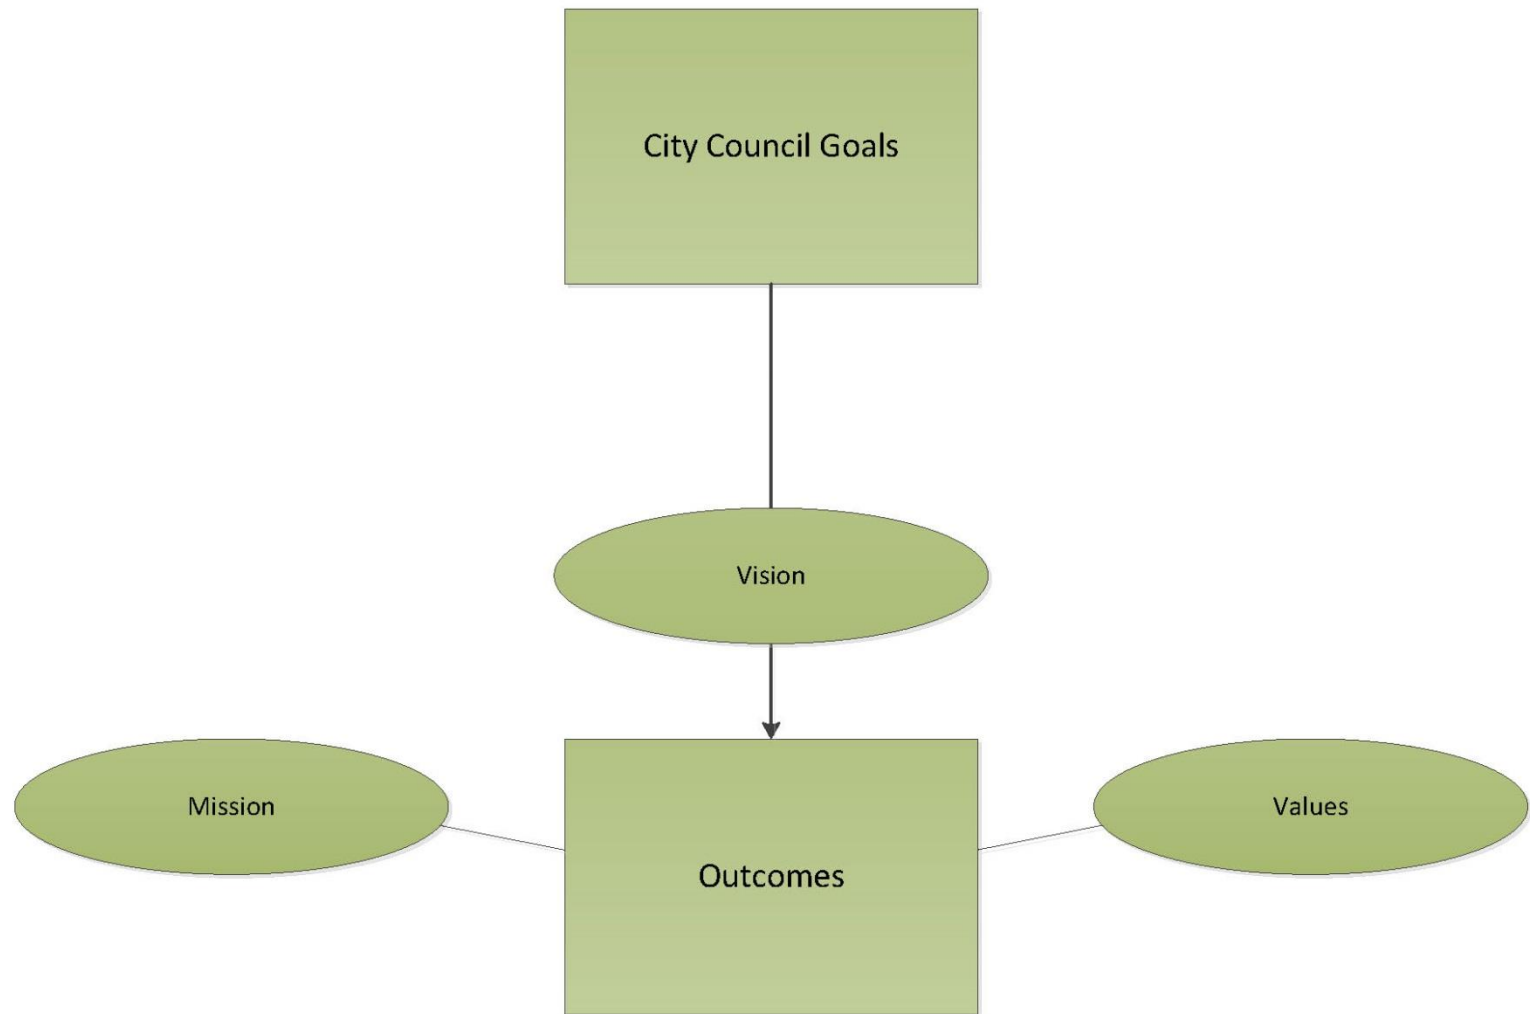 City Council Goals
Vision
Mission
Values
Outcomes